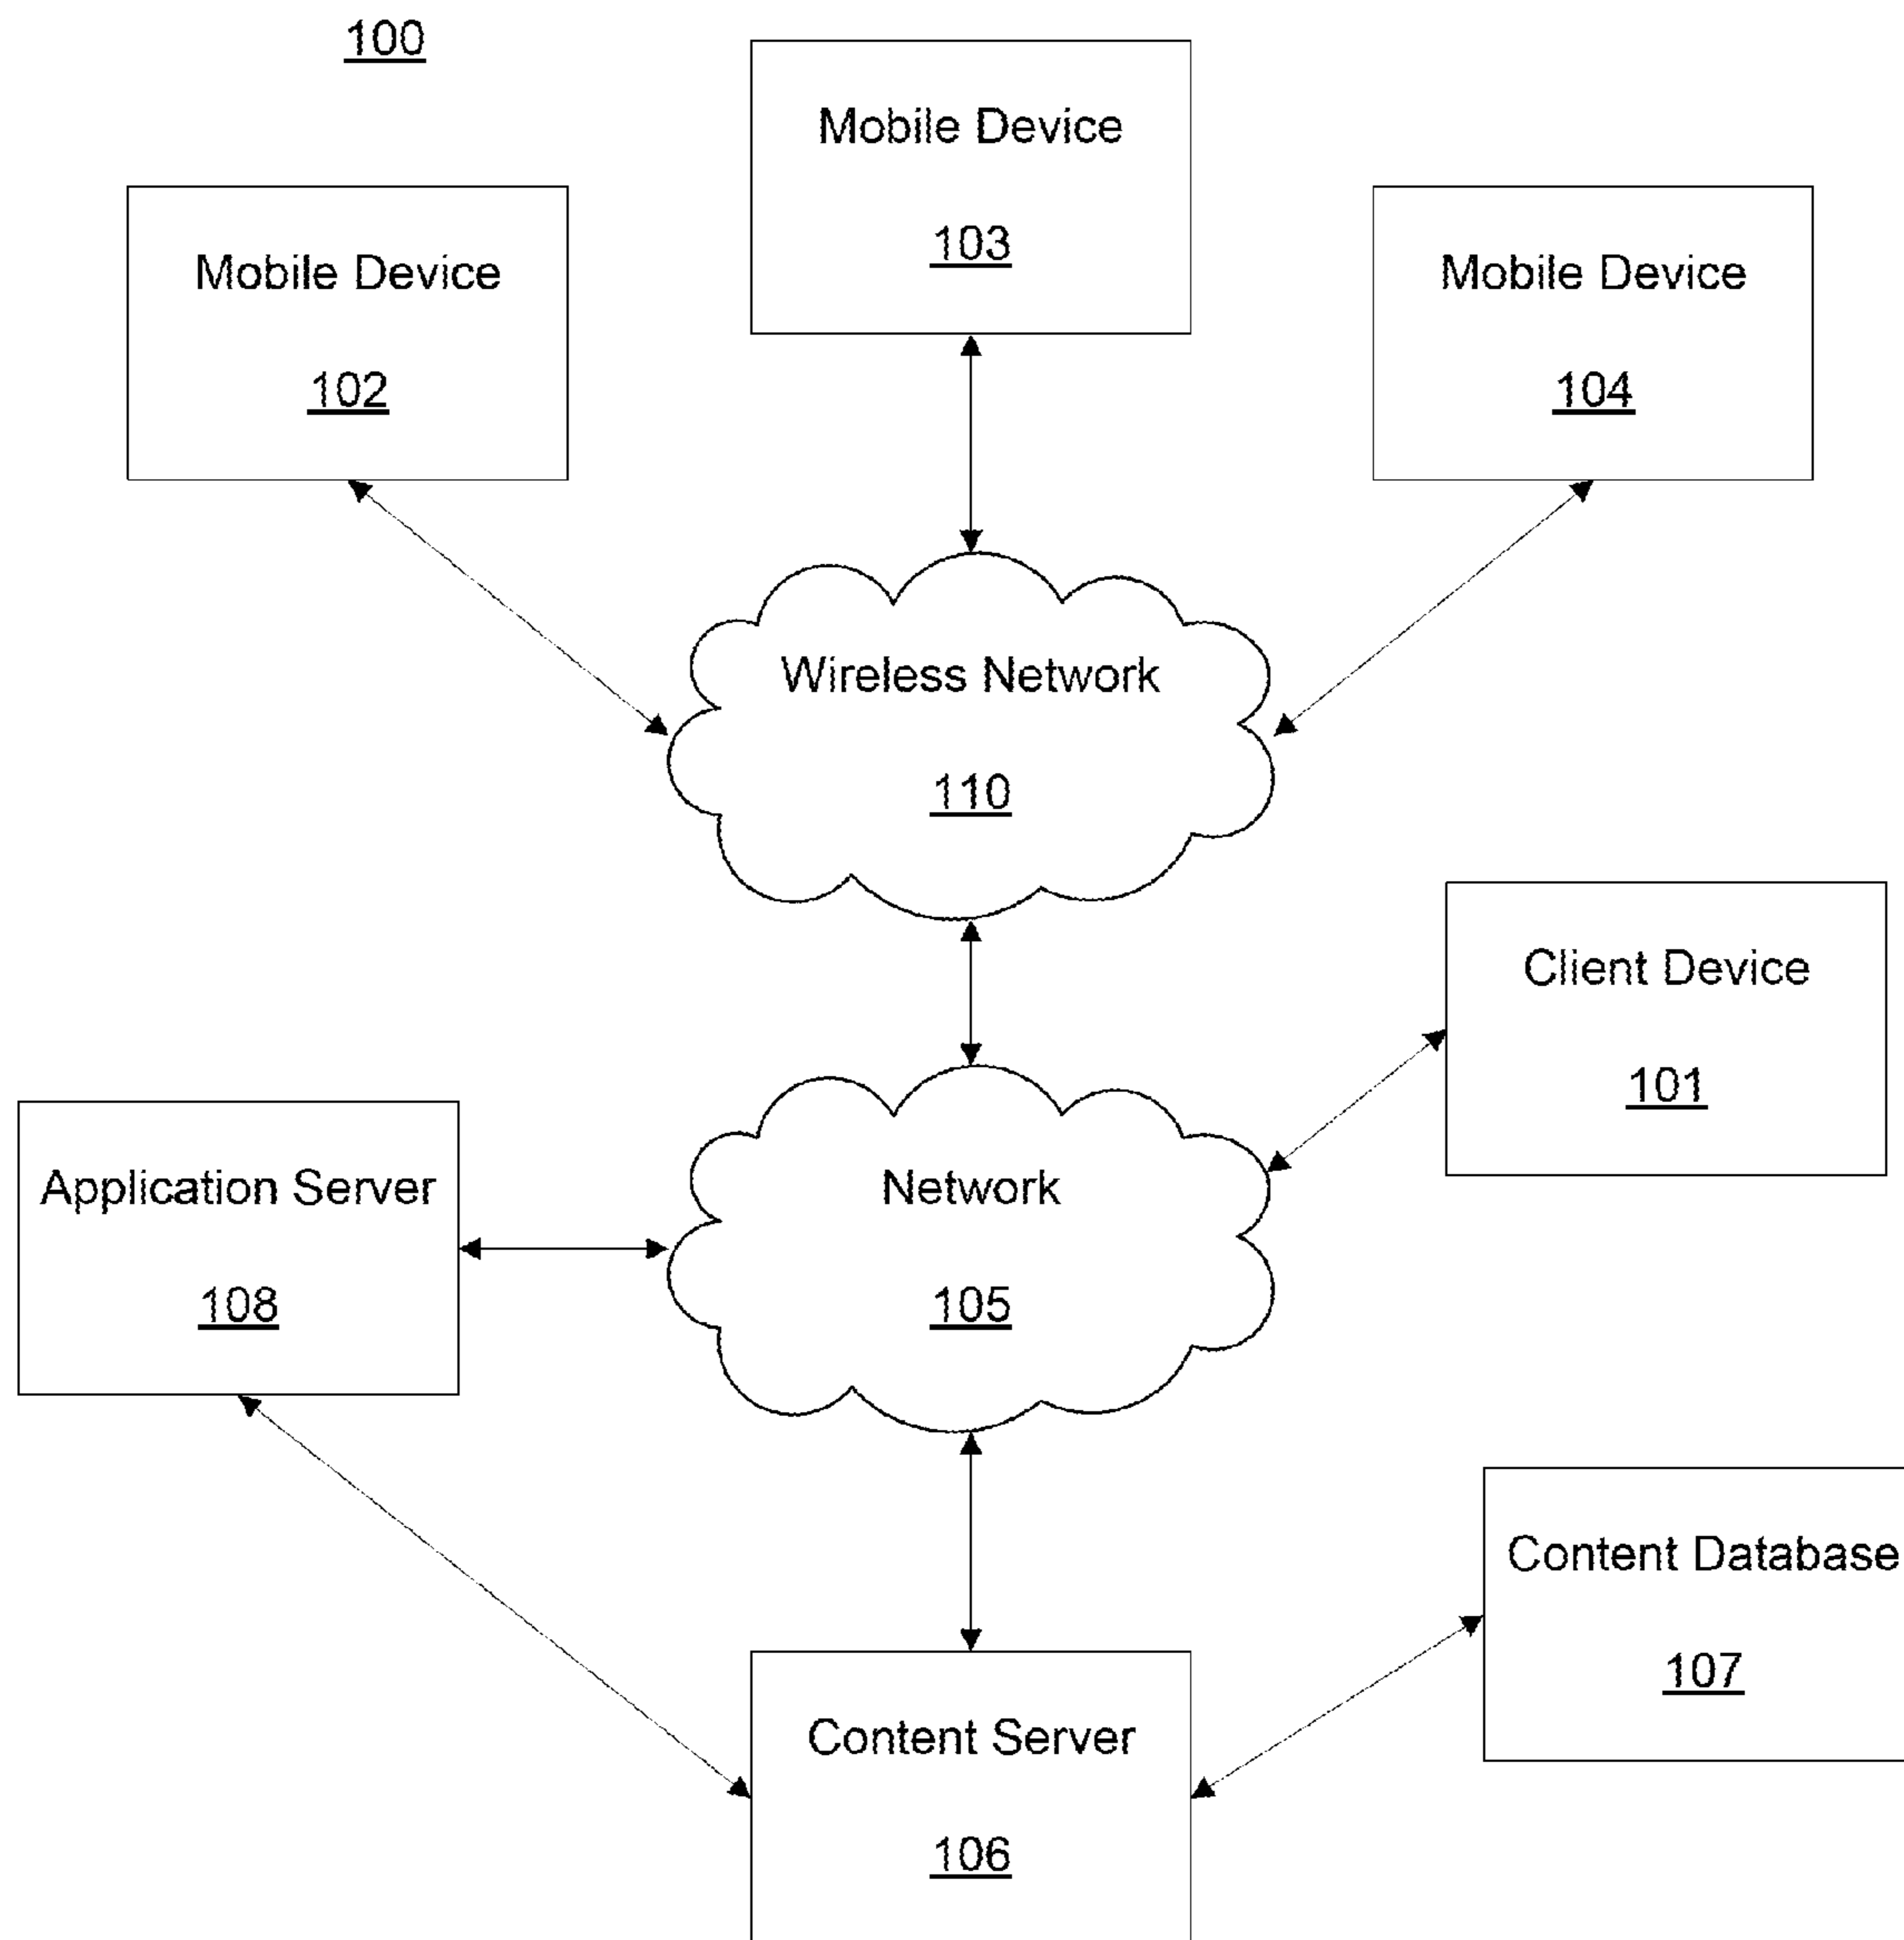 100
Mobile Device
103
Mobile Device
102
Mobile Device
104
Wireless Network
110
Client Device
101
Application Server
108
Network
105
Content Database
107
Content Server
106